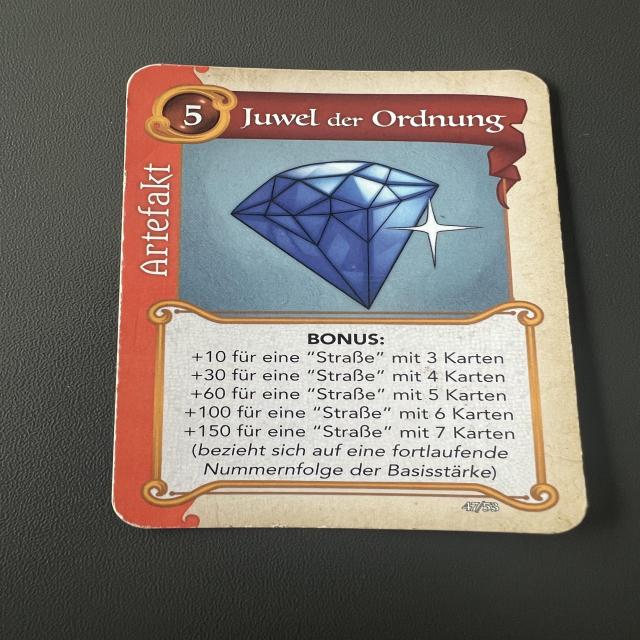 5 Juwel der Ordnung
Artefakt
BONUS:
+10 für eine "Straße" mit 3 Karten
+30 für eine "Straße" mit 4 Karten
+60 für eine "Straße" mit 5 Karten
+100 für eine "Straße" mit 6 Karten
+150 für eine "Straße" mit 7 Karten
(bezieht sich auf eine fortlaufende
Nummernfolge der Basisstärke)
47/53